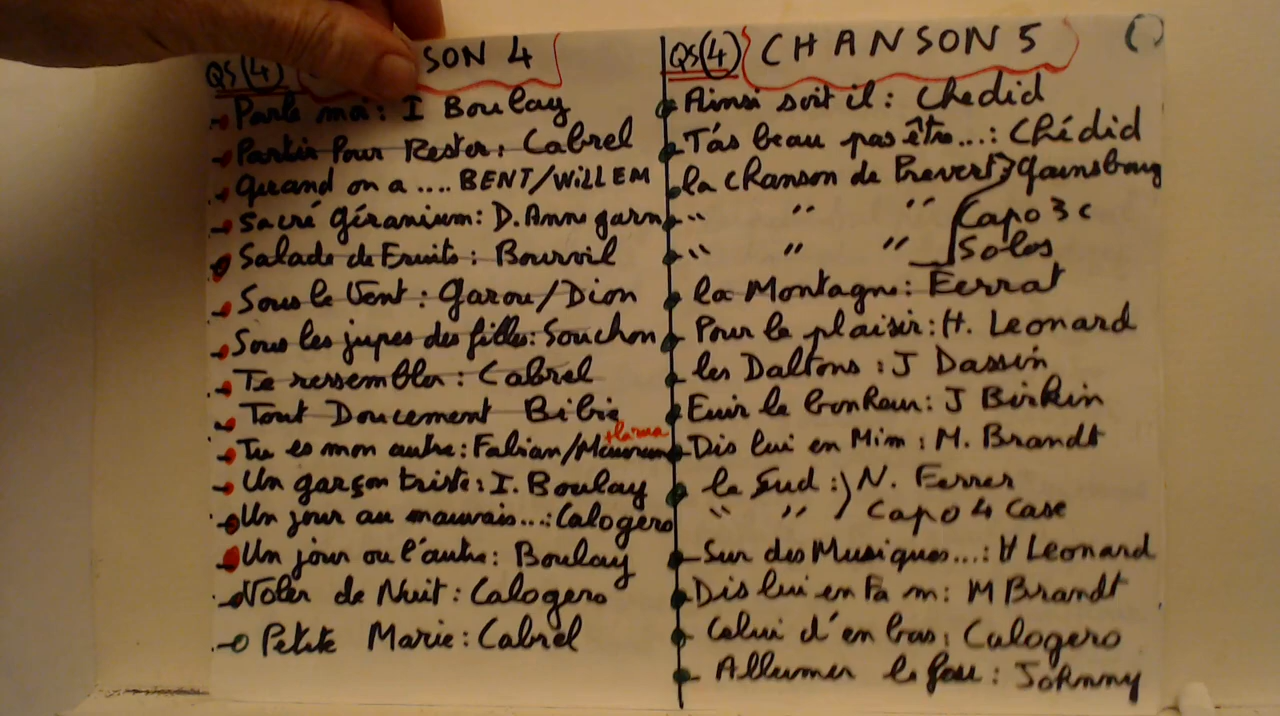 QS(4) SON 4
Parle moi: I Boulay
Partir Pour Rester: Cabrel
Quand on a .... BENT/WILLEM
Sacré Géranium: D. Annegarn
Salade de Fruits: Bourvil
Sous le Vent: Garou/Dion
Sous les jupes des filles: Souchon
Te ressembler: Cabrel
Tout Doucement Bibie
Tu es mon autre: Fabian/Maurane
Un garçon triste: I. Boulay
Un jour au mauvais...: Calogero
Un jour ou l'autre: Boulay
Voler de Nuit: Calogero
Petite Marie: Cabrel
QS(4) CHANSON 5
Ainsi soit il: Chedid
T'as beau pas être...: Chédid
la chanson de Prevert Gainsboug
" " " Capo 3 c
" " " Solos
la Montagne: Ferrat
Pour le plaisir: H. Leonard
les Daltons: J Dassin
Fuir le bonheur: J Birkin
Dis lui en Mim: M. Brandt
le Sud:) N. Ferrer
" " ) Capo 4 Case
Sur des Musiques...: H Leonard
Dis lui en Fa m: M Brandt
Celui d'en bas: Calogero
Allumer le feu: Johnny